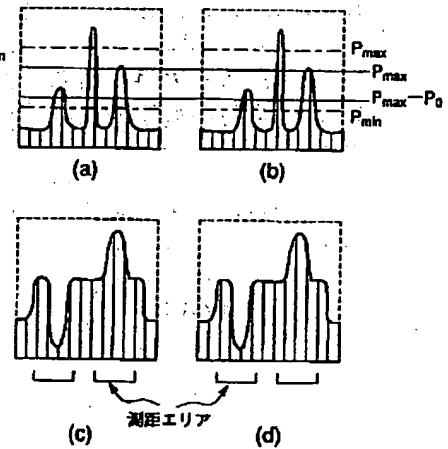 n
Pmax
Pmax
Pmax−P0
Pmin
(a)
(b)
測距エリア
(c)
(d)